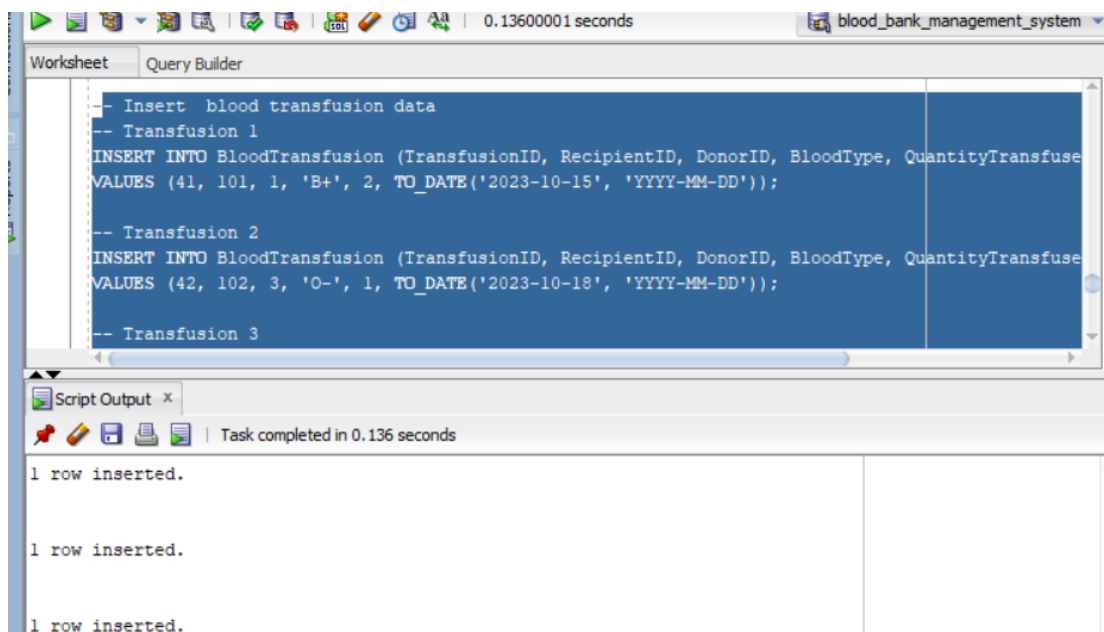 0.13600001 seconds
blood_bank_management_system
Worksheet Query Builder
-- Insert  blood transfusion data
-- Transfusion 1
INSERT INTO BloodTransfusion (TransfusionID, RecipientID, DonorID, BloodType, QuantityTransfuse
VALUES (41, 101, 1, 'B+', 2, TO_DATE('2023-10-15', 'YYYY-MM-DD'));
-- Transfusion 2
INSERT INTO BloodTransfusion (TransfusionID, RecipientID, DonorID, BloodType, QuantityTransfuse
VALUES (42, 102, 3, 'O-', 1, TO_DATE('2023-10-18', 'YYYY-MM-DD'));
-- Transfusion 3
Script Output x
Task completed in 0.136 seconds
1 row inserted.
1 row inserted.
1 row inserted.